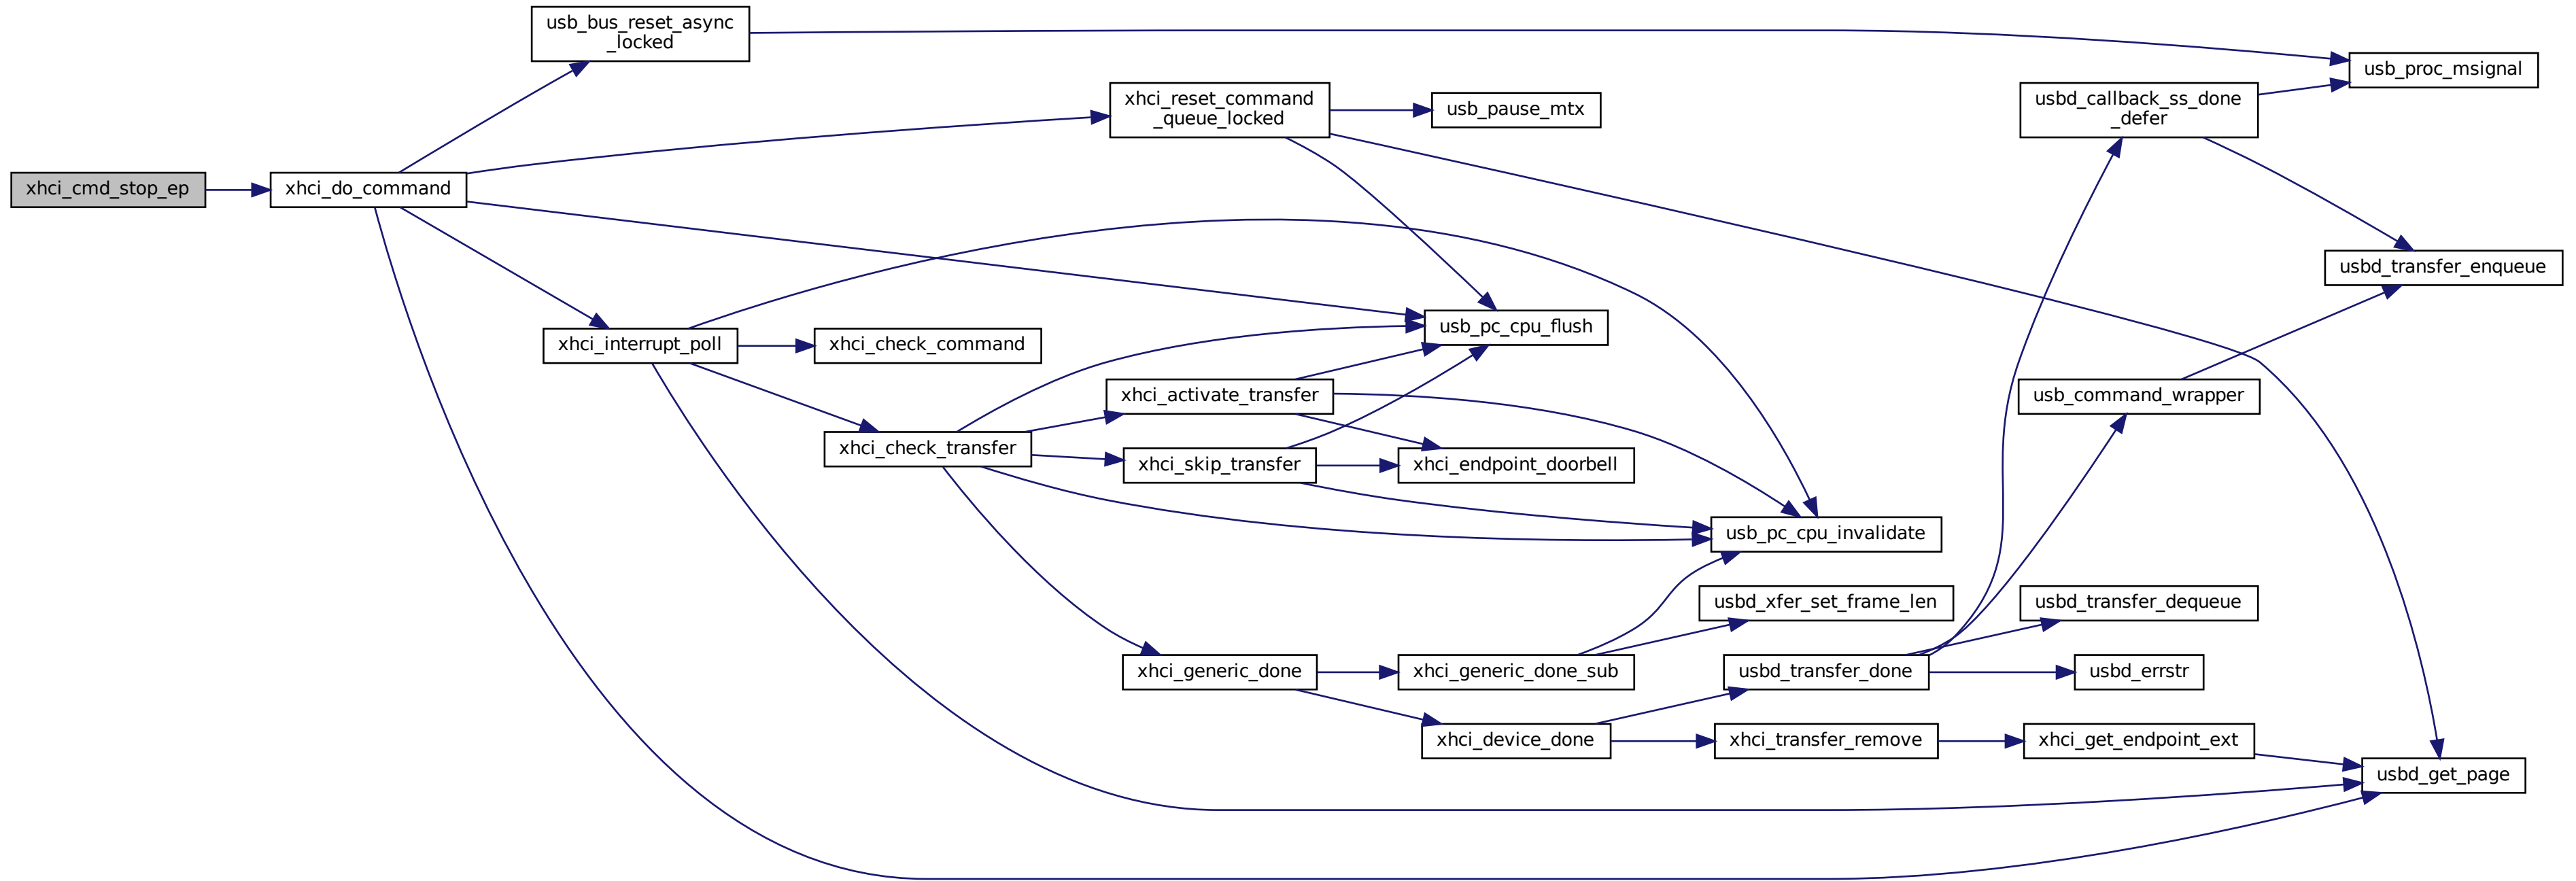 usb_bus_reset_async
_locked
usb_proc_msignal
xhci_reset_command
_queue_locked
usb_pause_mtx
usbd_callback_ss_done
_defer
xhci_cmd_stop_ep
xhci_do_command
usbd_transfer_enqueue
usb_pc_cpu_flush
xhci_interrupt_poll
xhci_check_command
xhci_activate_transfer
usb_command_wrapper
xhci_check_transfer
xhci_skip_transfer
xhci_endpoint_doorbell
usb_pc_cpu_invalidate
usbd_xfer_set_frame_len
usbd_transfer_dequeue
xhci_generic_done
xhci_generic_done_sub
usbd_transfer_done
usbd_errstr
xhci_device_done
xhci_transfer_remove
xhci_get_endpoint_ext
usbd_get_page